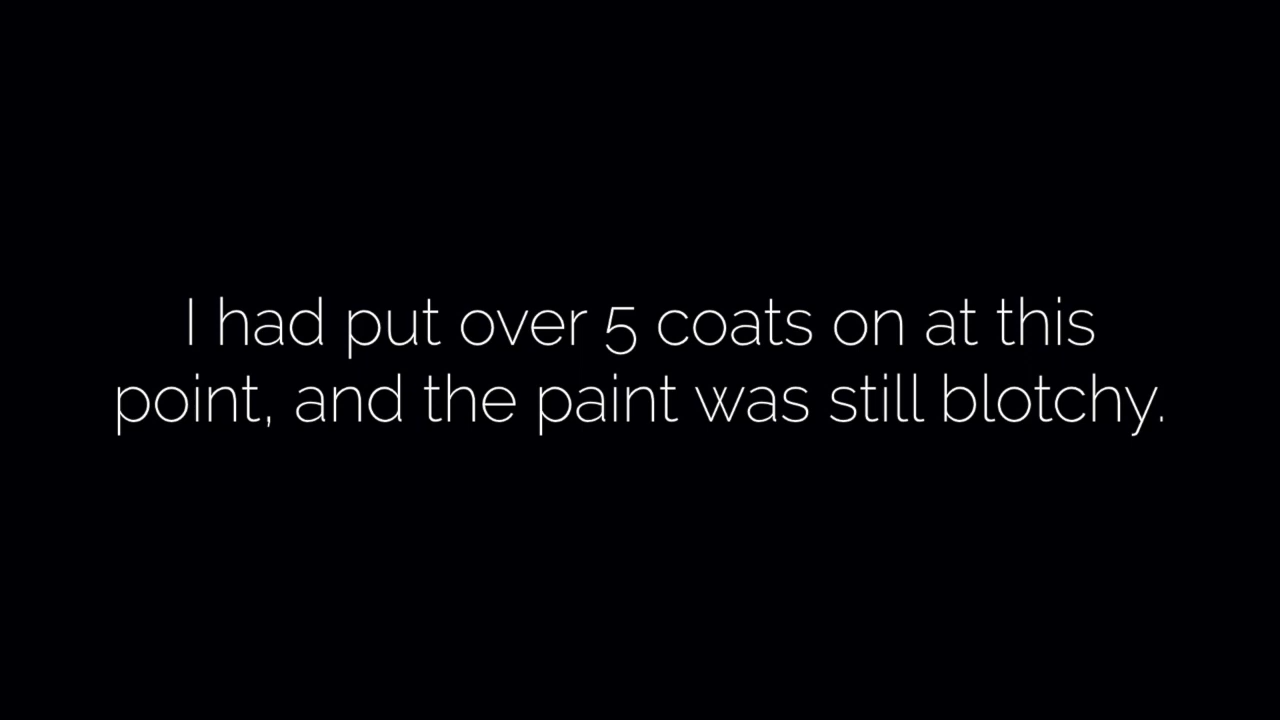 I had put over 5 coats on at this
point, and the paint was still blotchy.